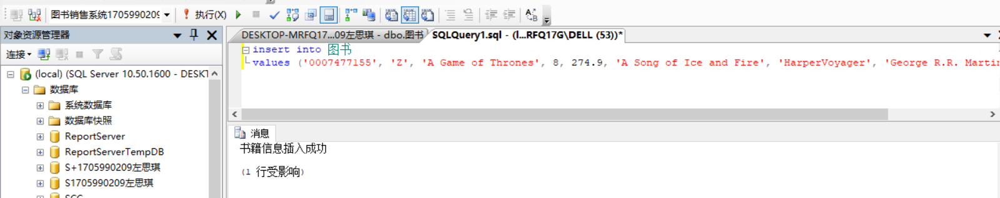 图书销售系统1705990209 执行(X)
对象资源管理器
连接
(local) (SQL Server 10.50.1600 - DESKT
数据库
系统数据库
数据库快照
ReportServer
ReportServerTempDB
S+1705990209左思琪
S1705990209左思琪
DESKTOP-MRFQ17...09左思琪 - dbo.图书 SQLQuery1.sql - (l...RFQ17G\DELL (53))*
insert into 图书
values ('0007477155', 'Z', 'A Game of Thrones', 8, 274.9, 'A Song of Ice and Fire', 'HarperVoyager', 'George R.R. Martin
消息
书籍信息插入成功
(1 行受影响)